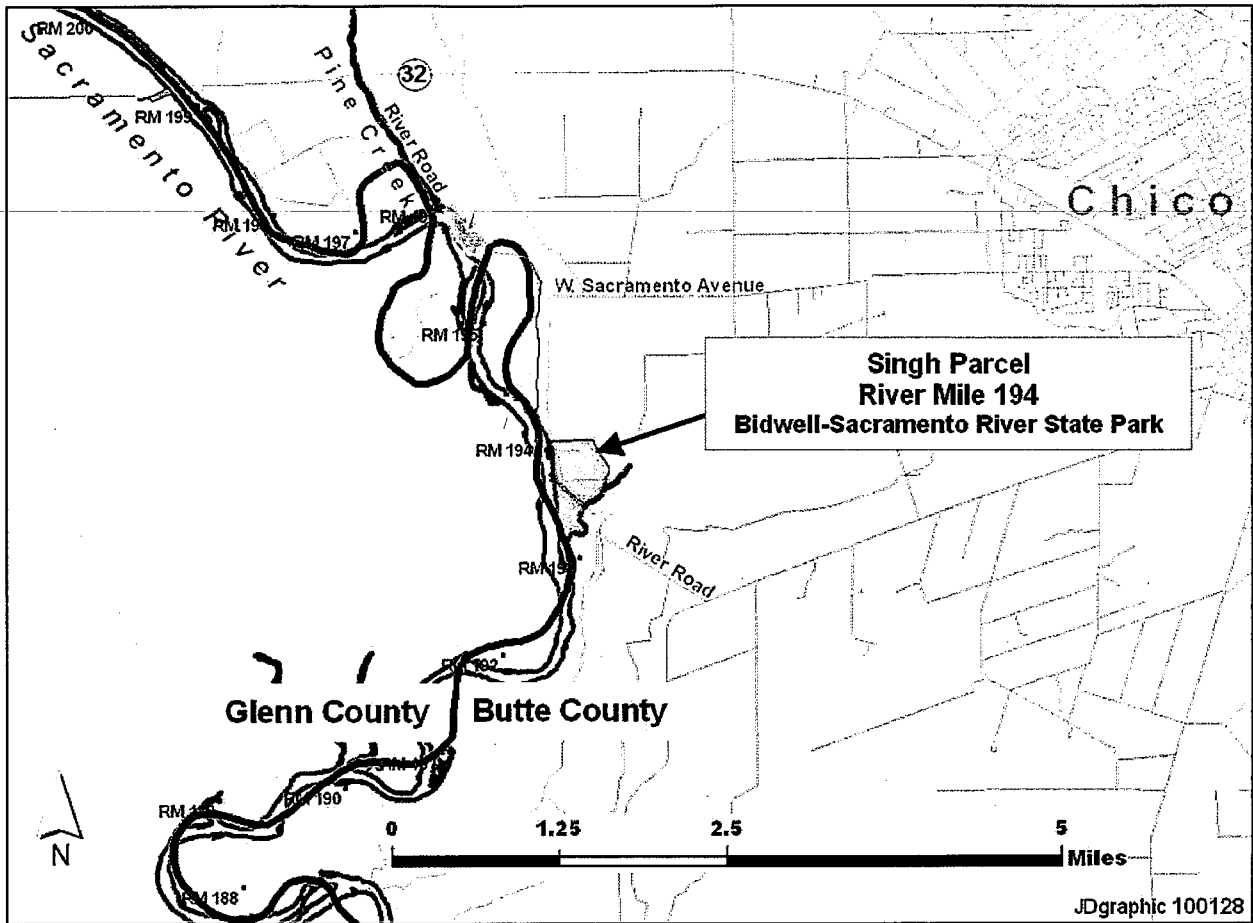 RM 200
Sacramento River
Pine Creek
32
River Road
RM 199
RM 197
Chico
W. Sacramento Avenue
RM 195
Singh Parcel
River Mile 194
Bidwell-Sacramento River State Park
RM 194
River Road
RM 192
Glenn County
Butte County
RM 190
RM 188
N
0
1.25
2.5
5
Miles
JDgraphic 100128